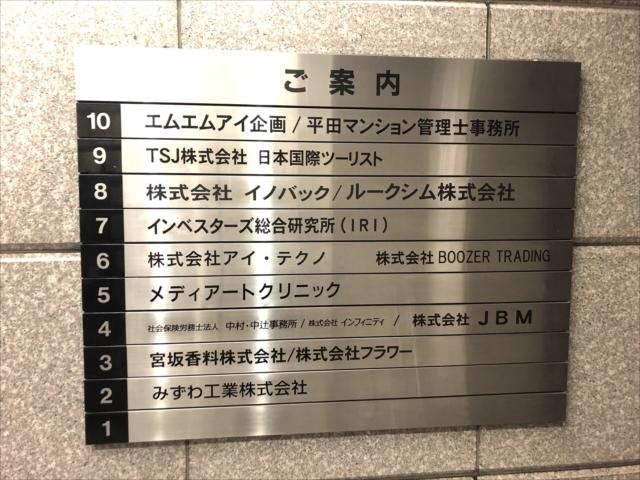 ご案内
10 エムエムアイ企画 / 平田マンション管理士事務所
9 TSJ株式会社 日本国際ツーリスト
8 株式会社 イノバック / ルークシム株式会社
7 インベスターズ総合研究所(IRI)
6 株式会社アイ・テクノ 株式会社 BOOZER TRADING
5 メディアートクリニック
4 社会保険労務士法人 中村・中辻事務所 / 株式会社 インフィニティ / 株式会社 JBM
3 宮坂香料株式会社/株式会社フラワー
2 みずわ工業株式会社
1